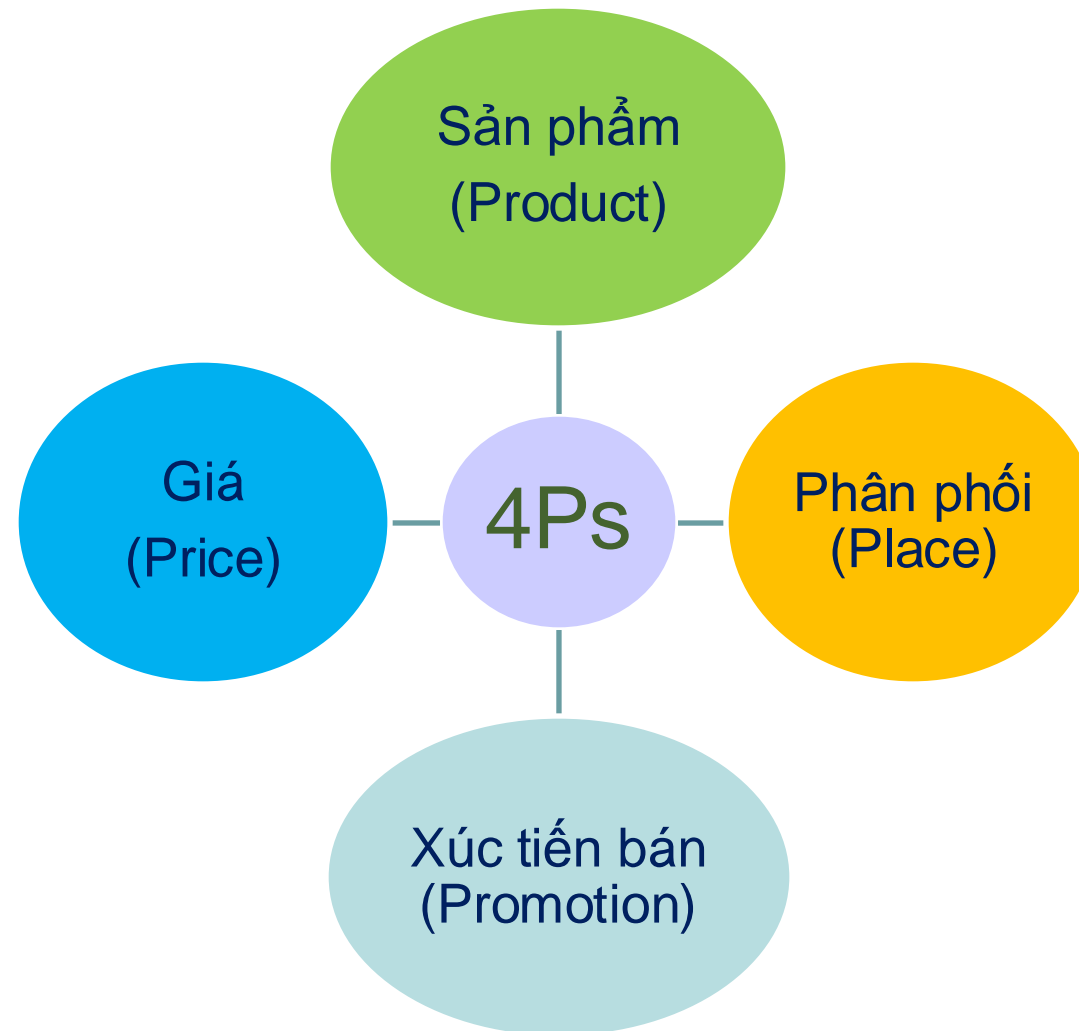 Sản phẩm
(Product)
Giá
(Price)
4Ps
Phân phối
(Place)
Xúc tiến bán
(Promotion)